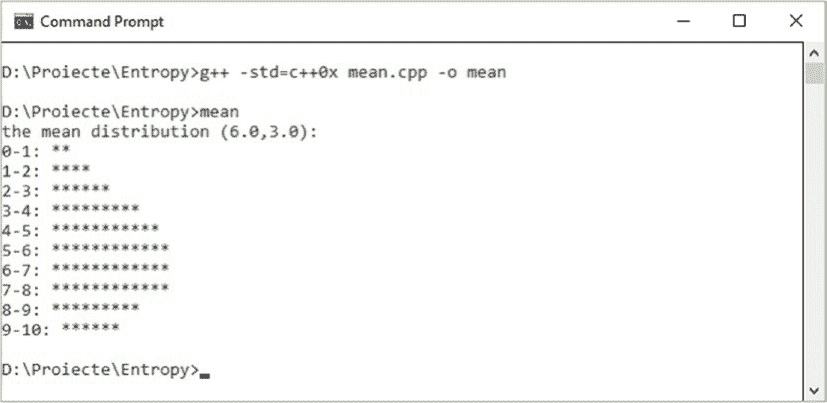 Command Prompt
D:\Proiecte\Entropy>g++ -std=c++0x mean.cpp -o mean
D:\Proiecte\Entropy>mean
the mean distribution (6.0,3.0):
0-1: **
1-2: ****
2-3: ******
3-4: *********
4-5: ***********
5-6: ************
6-7: ************
7-8: ************
8-9: *********
9-10: ******
D:\Proiecte\Entropy>